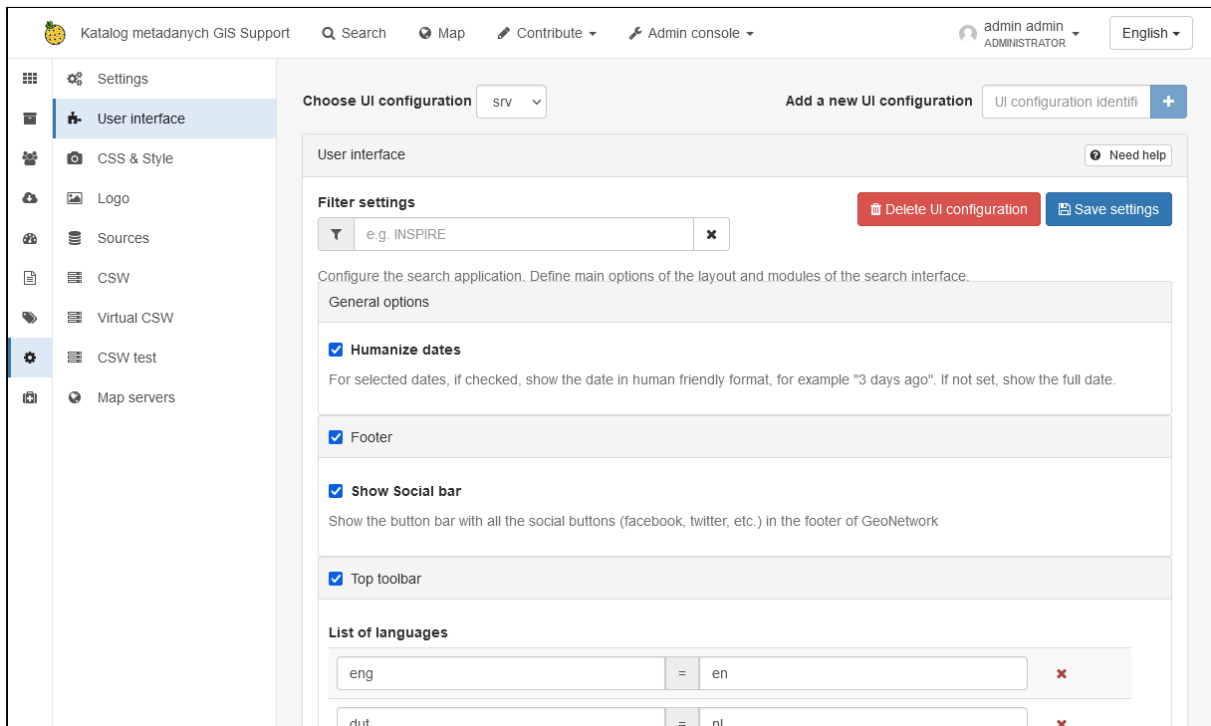 Katalog metadanych GIS Support Search Map Contribute Admin console admin admin English
ADMINISTRATOR
Settings
User interface
CSS & Style
Logo
Sources
CSW
Virtual CSW
CSW test
Map servers
Choose UI configuration srv Add a new UI configuration UI configuration identifi +
User interface Need help
Filter settings
Delete UI configuration Save settings
e.g. INSPIRE
Configure the search application. Define main options of the layout and modules of the search interface.
General options
Humanize dates
For selected dates, if checked, show the date in human friendly format, for example "3 days ago". If not set, show the full date.
Footer
Show Social bar
Show the button bar with all the social buttons (facebook, twitter, etc.) in the footer of GeoNetwork
Top toolbar
List of languages
eng = en
dut = nl